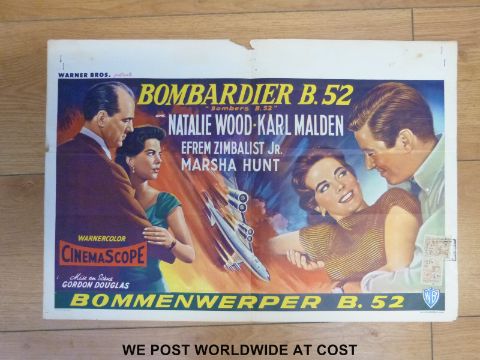 WARNER BROS. présente
BOMBARDIER B.52
"Bombers B.52"
avec NATALIE WOOD-KARL MALDEN
EFREM ZIMBALIST Jr.
MARSHA HUNT
WARNERCOLOR
CINEMASCOPE
Mise en Scène
GORDON DOUGLAS
WB
BOMMENWERPER B.52
WE POST WORLDWIDE AT COST